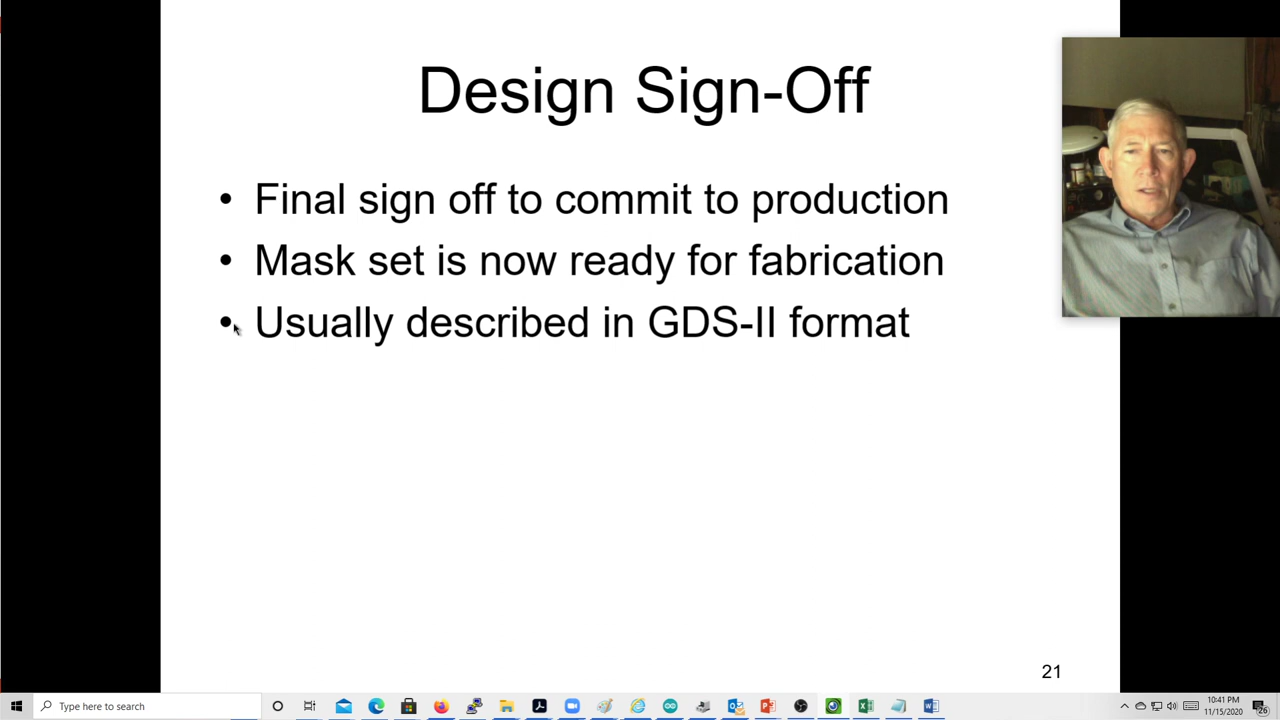 Design Sign-Off
• Final sign off to commit to production
• Mask set is now ready for fabrication
• Usually described in GDS-II format
21
Type here to search
10:41 PM
11/15/2020
26